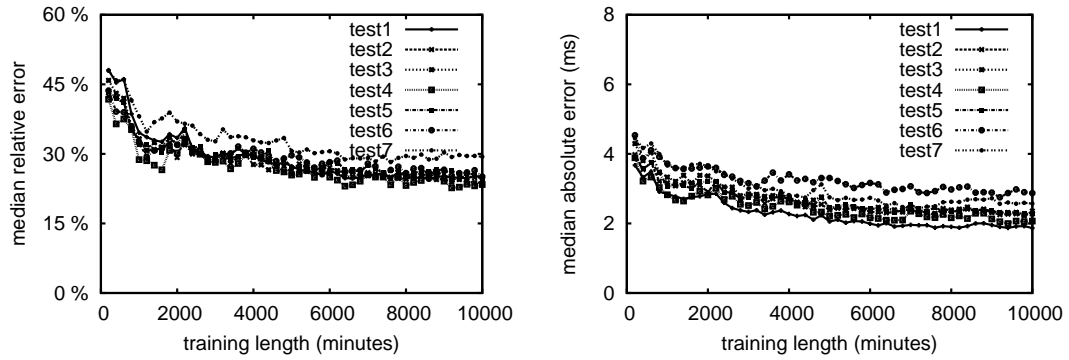 median relative error
60 %
45 %
30 %
15 %
0 %
test1
test2
test3
test4
test5
test6
test7
0 2000 4000 6000 8000 10000
training length (minutes)
median absolute error (ms)
8
6
4
2
0
test1
test2
test3
test4
test5
test6
test7
0 2000 4000 6000 8000 10000
training length (minutes)